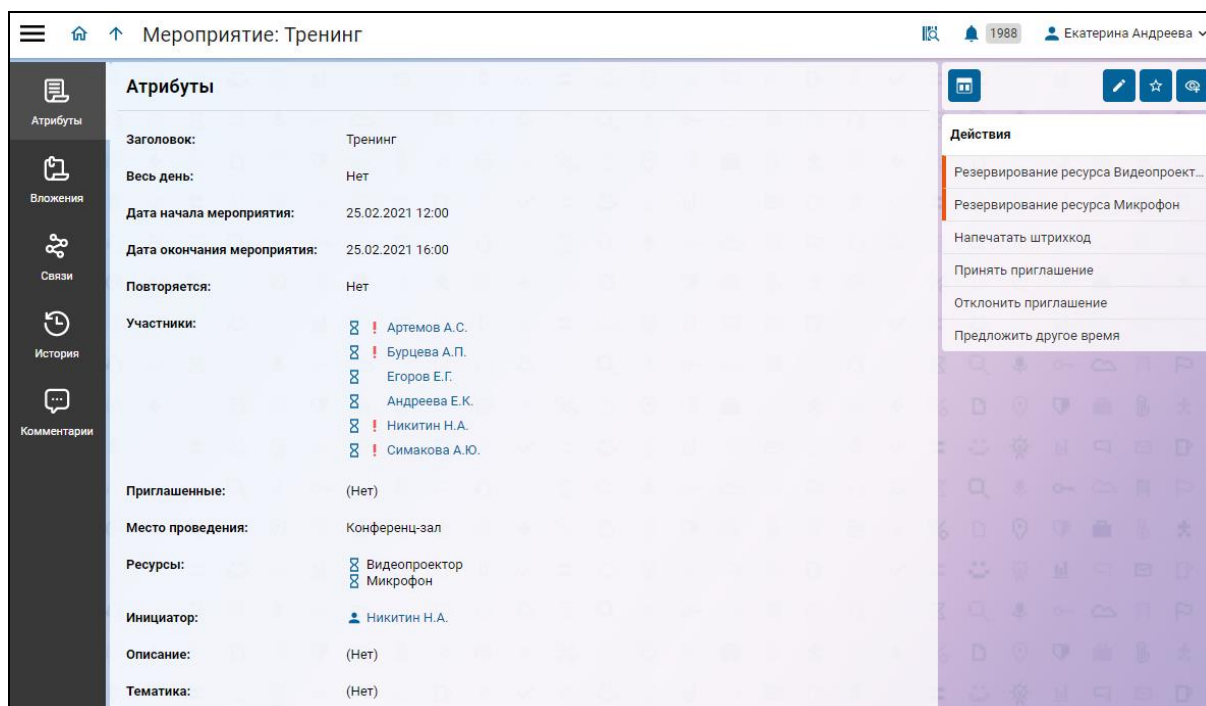 Мероприятие: Тренинг
1988
Екатерина Андреева
Атрибуты
Вложения
Связи
История
Комментарии
Атрибуты
Заголовок: Тренинг
Весь день: Нет
Дата начала мероприятия: 25.02.2021 12:00
Дата окончания мероприятия: 25.02.2021 16:00
Повторяется: Нет
Участники: ! Артемов А.С.
! Бурцева А.П.
Егоров Е.Г.
Андреева Е.К.
! Никитин Н.А.
! Симакова А.Ю.
Приглашенные: (Нет)
Место проведения: Конференц-зал
Ресурсы: Видеопроектор
Микрофон
Инициатор: Никитин Н.А.
Описание: (Нет)
Тематика: (Нет)
Действия
Резервирование ресурса Видеопроект...
Резервирование ресурса Микрофон
Напечатать штрихкод
Принять приглашение
Отклонить приглашение
Предложить другое время